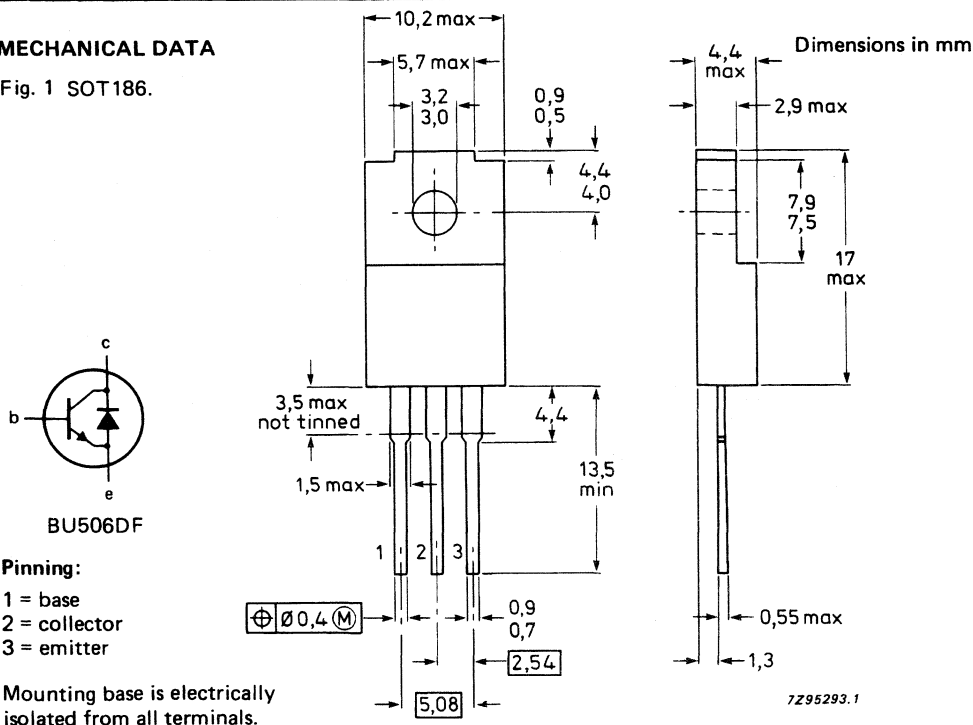 MECHANICAL DATA
Fig. 1 SOT186.
Dimensions in mm
10,2 max
5,7 max
3,2
3,0
0,9
0,5
4,4
4,0
4,4
max
2,9 max
7,9
7,5
17
max
3,5 max
not tinned
4,4
1,5 max
13,5
min
1 2 3
Ø0,4 Ⓜ
0,9
0,7
2,54
5,08
0,55 max
1,3
c
b
e
BU506DF
Pinning:
1 = base
2 = collector
3 = emitter
Mounting base is electrically
isolated from all terminals.
7Z95293.1